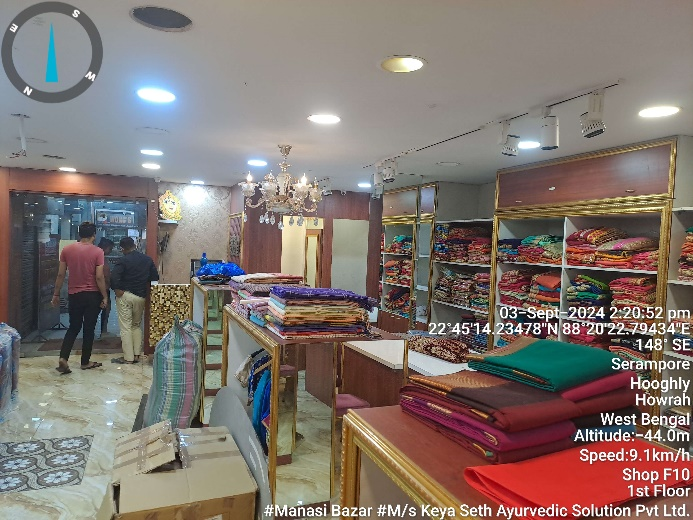 S
E
W
N
03-Sept-2024 2:20:52 pm
22°45'14.23478"N 88°20'22.79434"E
148° SE
Serampore
Hooghly
Howrah
West Bengal
Altitude:-44.0m
Speed:9.1km/h
Shop F10
1st Floor
#Manasi Bazar #M/s Keya Seth Ayurvedic Solution Pvt Ltd.